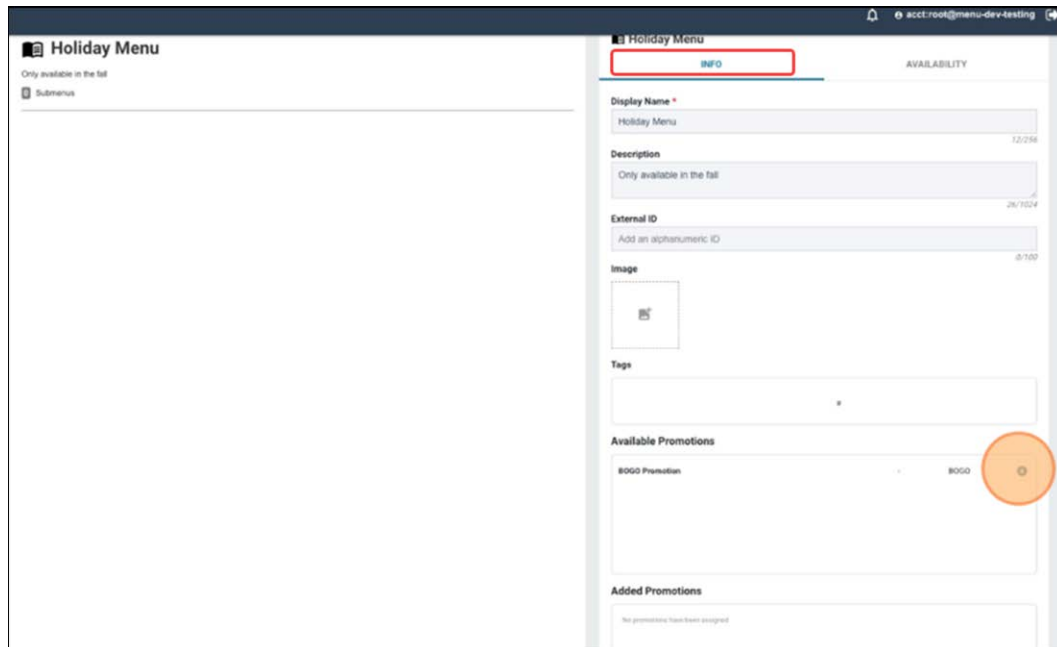 acct:root@menu-dev-testing
Holiday Menu
Only available in the fall
Submenus
Holiday Menu
INFO
AVAILABILITY
Display Name *
Holiday Menu
12/256
Description
Only available in the fall
26/1024
External ID
Add an alphanumeric ID
0/100
Image
Tags
Available Promotions
BOGO Promotion - BOGO
Added Promotions
No promotions have been assigned